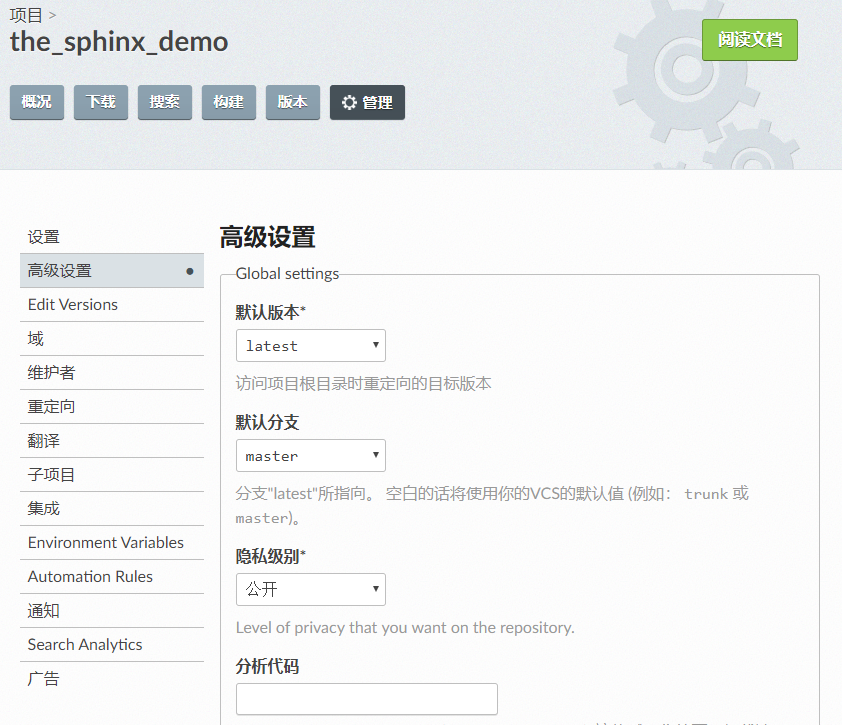 项目 >
the_sphinx_demo
阅读文档
概况 下载 搜索 构建 版本 管理
设置
高级设置
Edit Versions
域
维护者
重定向
翻译
子项目
集成
Environment Variables
Automation Rules
通知
Search Analytics
广告
高级设置
Global settings
默认版本*
latest
访问项目根目录时重定向的目标版本
默认分支
master
分支"latest"所指向。 空白的话将使用你的VCS的默认值 (例如： trunk 或
master)。
隐私级别*
公开
Level of privacy that you want on the repository.
分析代码